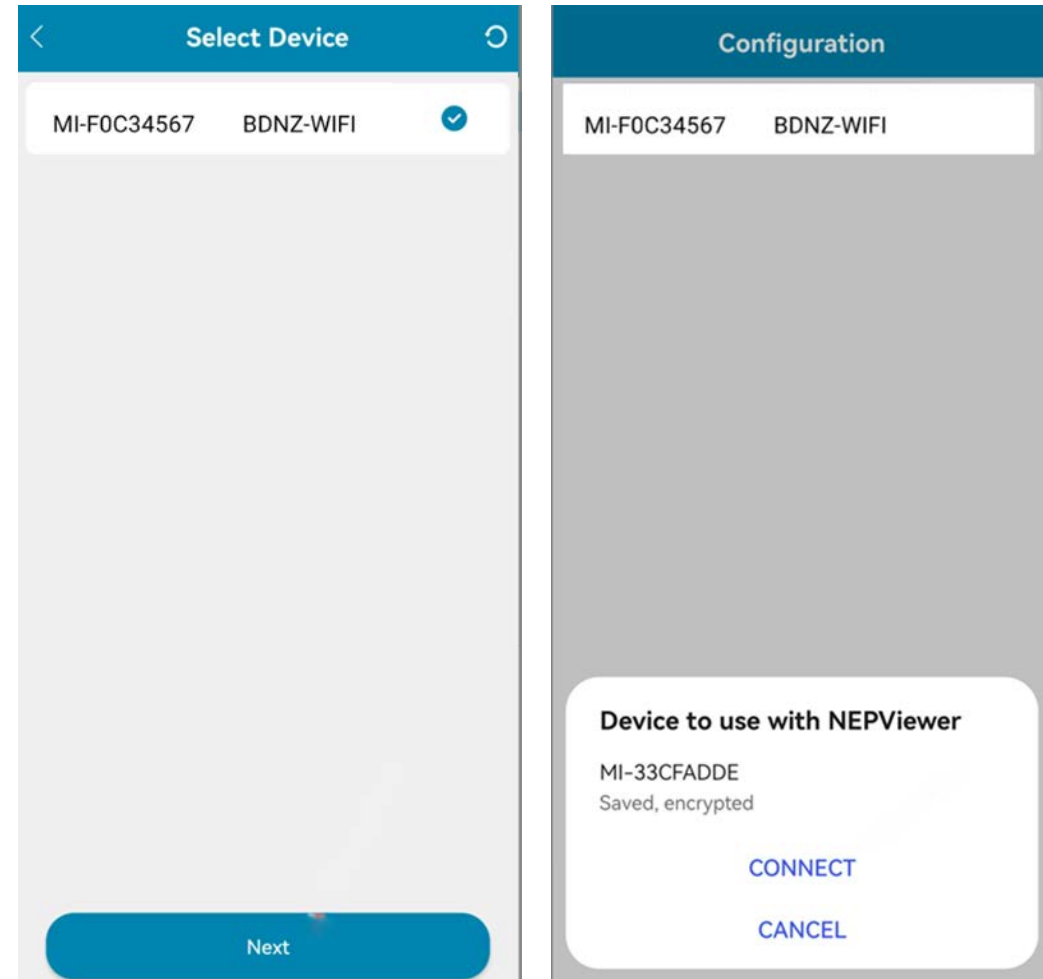 Select Device
MI-F0C34567 BDNZ-WIFI
Next
Configuration
MI-F0C34567 BDNZ-WIFI
Device to use with NEPViewer
MI-33CFADDE
Saved, encrypted
CONNECT
CANCEL